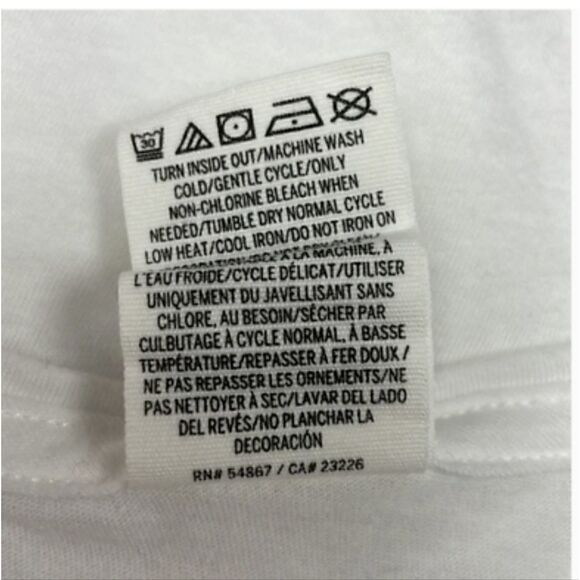 30
TURN INSIDE OUT/MACHINE WASH
COLD/GENTLE CYCLE/ONLY
NON-CHLORINE BLEACH WHEN
NEEDED/TUMBLE DRY NORMAL CYCLE
LOW HEAT/COOL IRON/DO NOT IRON ON
LA MACHINE, À
L'EAU FROIDE/CYCLE DÉLICAT/UTILISER
UNIQUEMENT DU JAVELLISANT SANS
CHLORE, AU BESOIN/SÉCHER PAR
CULBUTAGE À CYCLE NORMAL, À BASSE
TEMPÉRATURE/REPASSER À FER DOUX /
NE PAS REPASSER LES ORNEMENTS/NE
PAS NETTOYER À SEC/LAVAR DEL LADO
DEL REVÉS/NO PLANCHAR LA
DECORACIÓN
RN# 54867 / CA# 23226